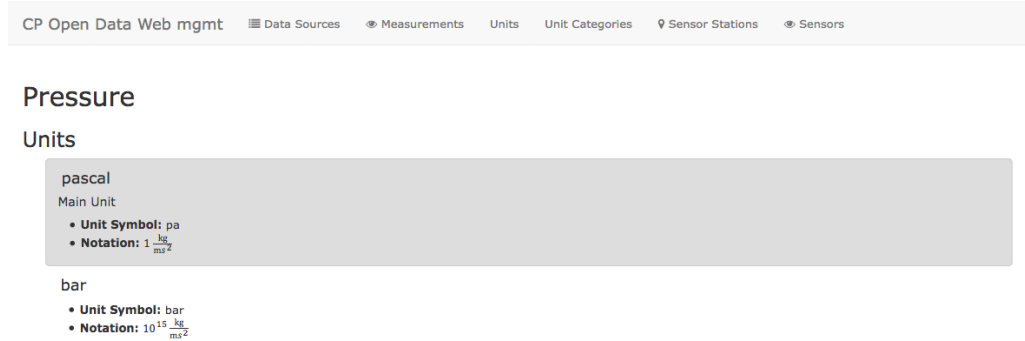 CP Open Data Web mgmt Data Sources Measurements Units Unit Categories Sensor Stations Sensors
Pressure
Units
pascal
Main Unit
• Unit Symbol: pa
• Notation: 1 kg/ms²
bar
• Unit Symbol: bar
• Notation: 10¹⁵ kg/ms²